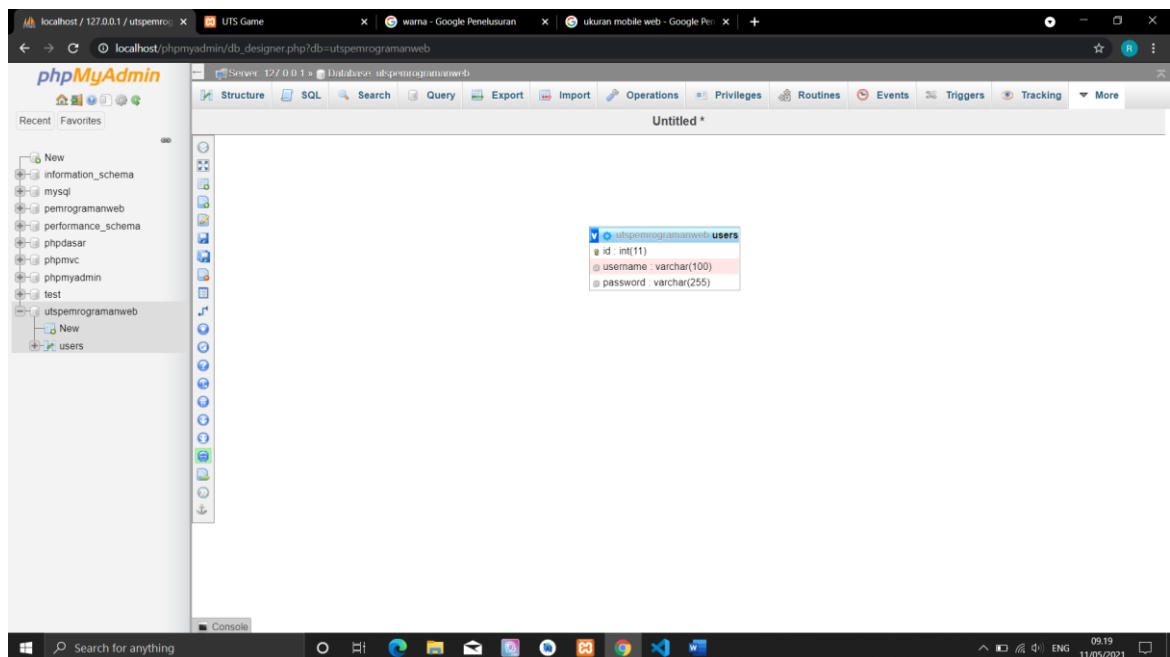 localhost / 127.0.0.1 / utspemrog
UTS Game
warna - Google Penelusuran
ukuran mobile web - Google Pen
localhost/phpmyadmin/db_designer.php?db=utspemrogramanweb
R
phpMyAdmin
Server: 127.0.0.1 » Database: utspemrogramanweb
Structure SQL Search Query Export Import Operations Privileges Routines Events Triggers Tracking More
Recent Favorites
Untitled *
New
information_schema
mysql
pemrogramanweb
performance_schema
phpdasar
phpmvc
phpmyadmin
test
utspemrogramanweb
New
users
v utspemrogramanweb users
id : int(11)
username : varchar(100)
password : varchar(255)
Console
Search for anything
ENG
09.19
11/05/2021